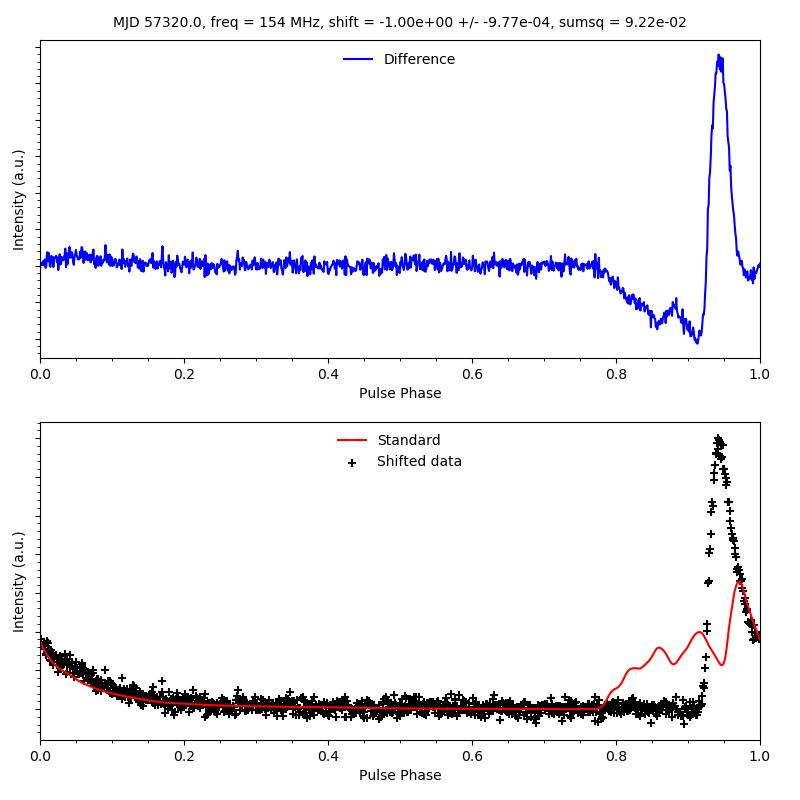 MJD 57320.0, freq = 154 MHz, shift = -1.00e+00 +/- -9.77e-04, sumsq = 9.22e-02
Difference
Intensity (a.u.)
0.0 0.2 0.4 0.6 0.8 1.0
Pulse Phase
Standard
Shifted data
Intensity (a.u.)
0.0 0.2 0.4 0.6 0.8 1.0
Pulse Phase